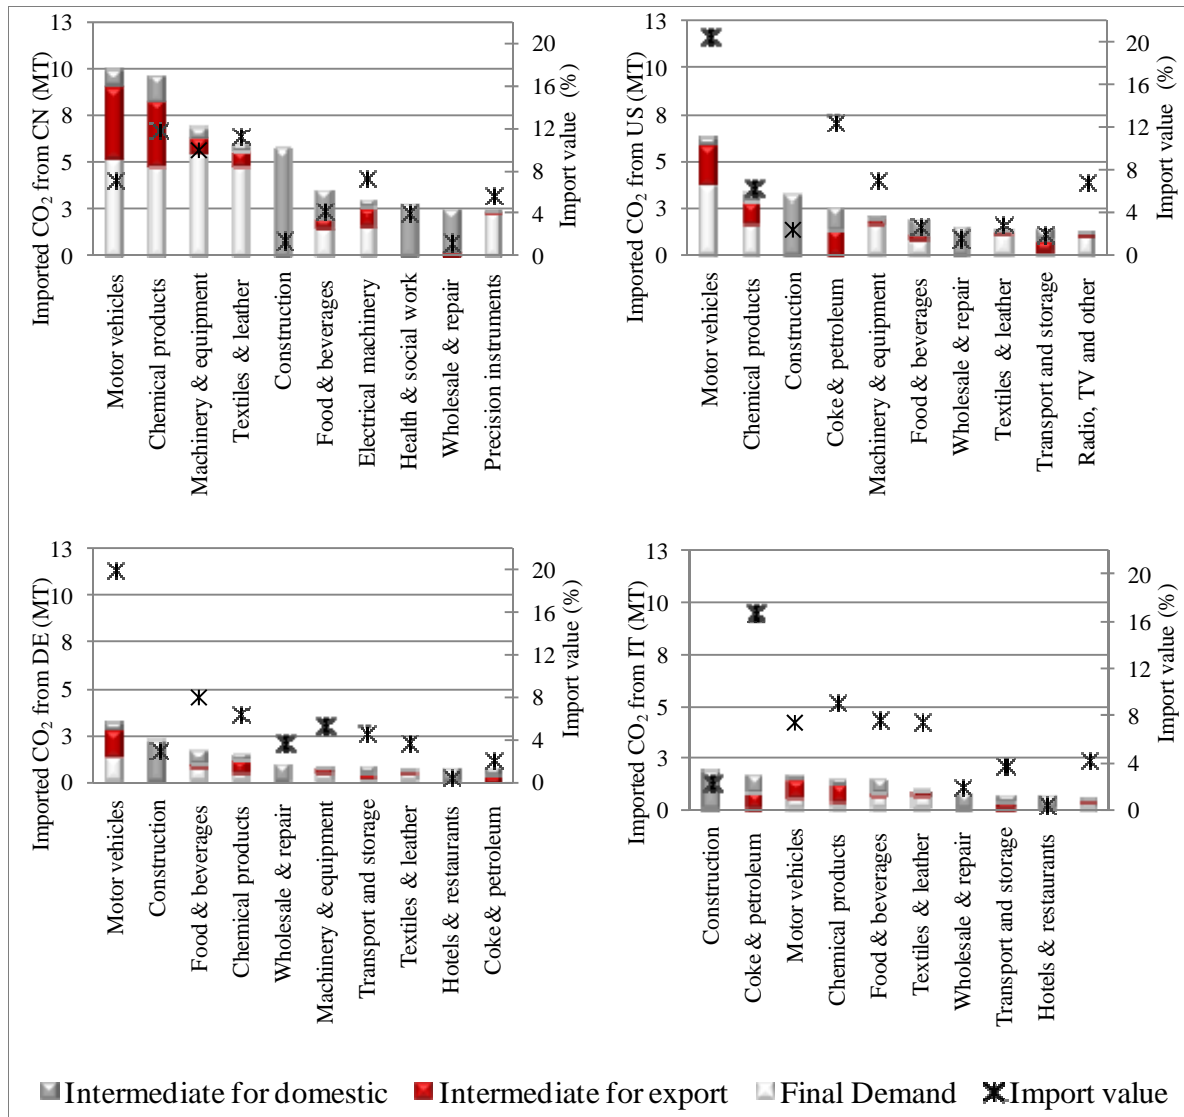 Imported CO2 from CN (MT)
13
10
8
5
3
0
20
16
12
8
4
0
Import value (%)
Motor vehicles
Chemical products
Machinery & equipment
Textiles & leather
Construction
Food & beverages
Electrical machinery
Health & social work
Wholesale & repair
Precision instruments
Imported CO2 from US (MT)
13
10
8
5
3
0
20
16
12
8
4
0
Import value (%)
Motor vehicles
Chemical products
Construction
Coke & petroleum
Machinery & equipment
Food & beverages
Wholesale & repair
Textiles & leather
Transport and storage
Radio, TV and other
Imported CO2 from DE (MT)
13
10
8
5
3
0
20
16
12
8
4
0
Import value (%)
Motor vehicles
Construction
Food & beverages
Chemical products
Wholesale & repair
Machinery & equipment
Transport and storage
Textiles & leather
Hotels & restaurants
Coke & petroleum
Imported CO2 from IT (MT)
13
10
8
5
3
0
20
16
12
8
4
0
Import value (%)
Construction
Coke & petroleum
Motor vehicles
Chemical products
Food & beverages
Textiles & leather
Wholesale & repair
Transport and storage
Hotels & restaurants
Intermediate for domestic
Intermediate for export
Final Demand
Import value